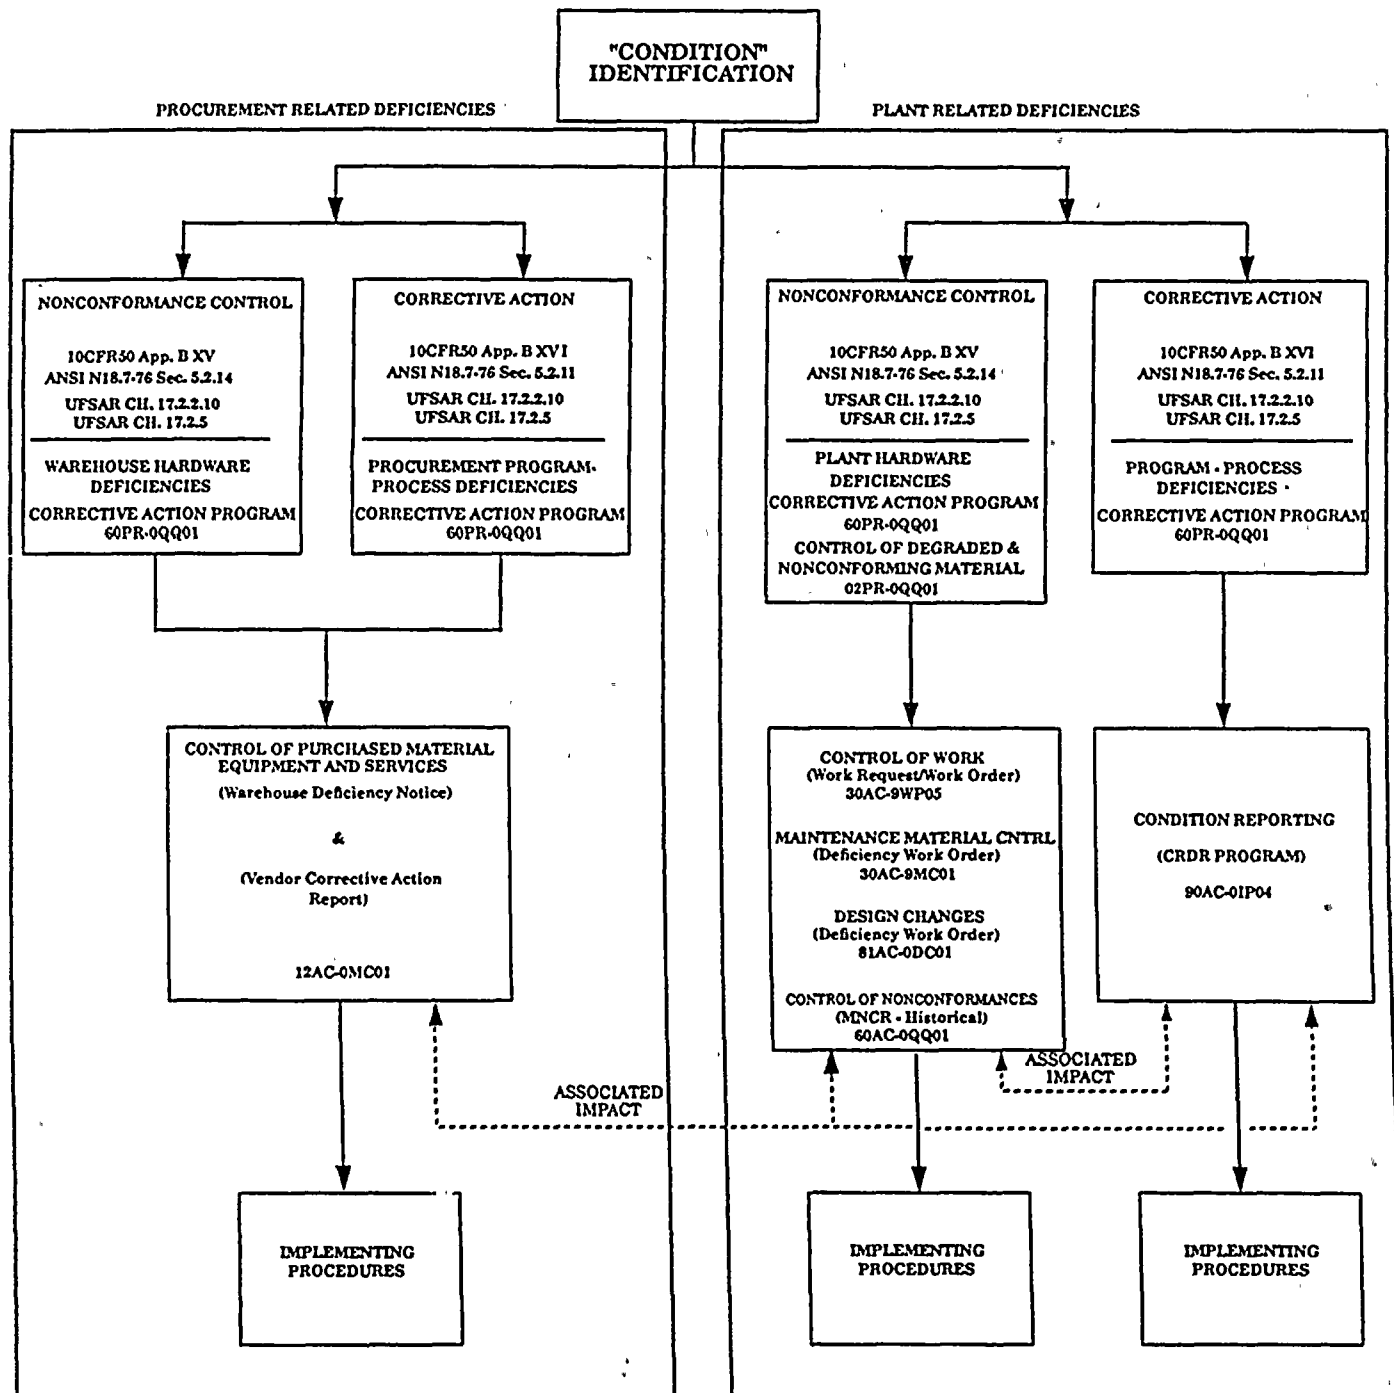 "CONDITION"
IDENTIFICATION
PROCUREMENT RELATED DEFICIENCIES
PLANT RELATED DEFICIENCIES
NONCONFORMANCE CONTROL
10CFR50 App. B XV
ANSI N18.7-76 Sec. 5.2.14
UFSAR CH. 17.2.2.10
UFSAR CH. 17.2.5
WAREHOUSE HARDWARE
DEFICIENCIES
CORRECTIVE ACTION PROGRAM
60PR-0QQ01
CORRECTIVE ACTION
10CFR50 App. B XVI
ANSI N18.7-76 Sec. 5.2.11
UFSAR CH. 17.2.2.10
UFSAR CH. 17.2.5
PROCUREMENT PROGRAM-
PROCESS DEFICIENCIES
CORRECTIVE ACTION PROGRAM
60PR-0QQ01
NONCONFORMANCE CONTROL
10CFR50 App. B XV
ANSI N18.7-76 Sec. 5.2.14
UFSAR CH. 17.2.2.10
UFSAR CH. 17.2.5
PLANT HARDWARE
DEFICIENCIES
CORRECTIVE ACTION PROGRAM
60PR-0QQ01
CONTROL OF DEGRADED &
NONCONFORMING MATERIAL
02PR-0QQ01
CORRECTIVE ACTION
10CFR50 App. B XVI
ANSI N18.7-76 Sec. 5.2.11
UFSAR CH. 17.2.2.10
UFSAR CH. 17.2.5
PROGRAM - PROCESS
DEFICIENCIES
CORRECTIVE ACTION PROGRAM
60PR-0QQ01
CONTROL OF PURCHASED MATERIAL
EQUIPMENT AND SERVICES
(Warehouse Deficiency Notice)
&
(Vendor Corrective Action
Report)
12AC-0MC01
CONTROL OF WORK
(Work Request/Work Order)
30AC-9WP05
MAINTENANCE MATERIAL CNTRL
(Deficiency Work Order)
30AC-9MC01
DESIGN CHANGES
(Deficiency Work Order)
81AC-0DC01
CONTROL OF NONCONFORMANCES
(MNCR - Historical)
60AC-0QQ01
CONDITION REPORTING
(CRDR PROGRAM)
90AC-0IP04
ASSOCIATED
IMPACT
ASSOCIATED
IMPACT
IMPLEMENTING
PROCEDURES
IMPLEMENTING
PROCEDURES
IMPLEMENTING
PROCEDURES